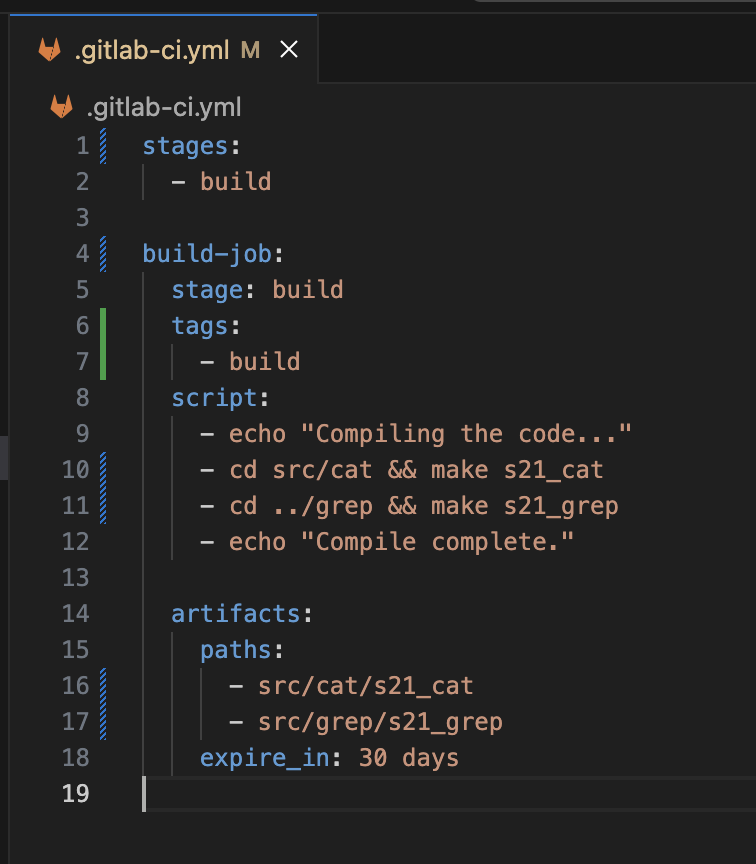 .gitlab-ci.yml M ×
.gitlab-ci.yml
1 stages:
2 - build
3
4 build-job:
5 stage: build
6 tags:
7 - build
8 script:
9 - echo "Compiling the code..."
10 - cd src/cat && make s21_cat
11 - cd ../grep && make s21_grep
12 - echo "Compile complete."
13
14 artifacts:
15 paths:
16 - src/cat/s21_cat
17 - src/grep/s21_grep
18 expire_in: 30 days
19